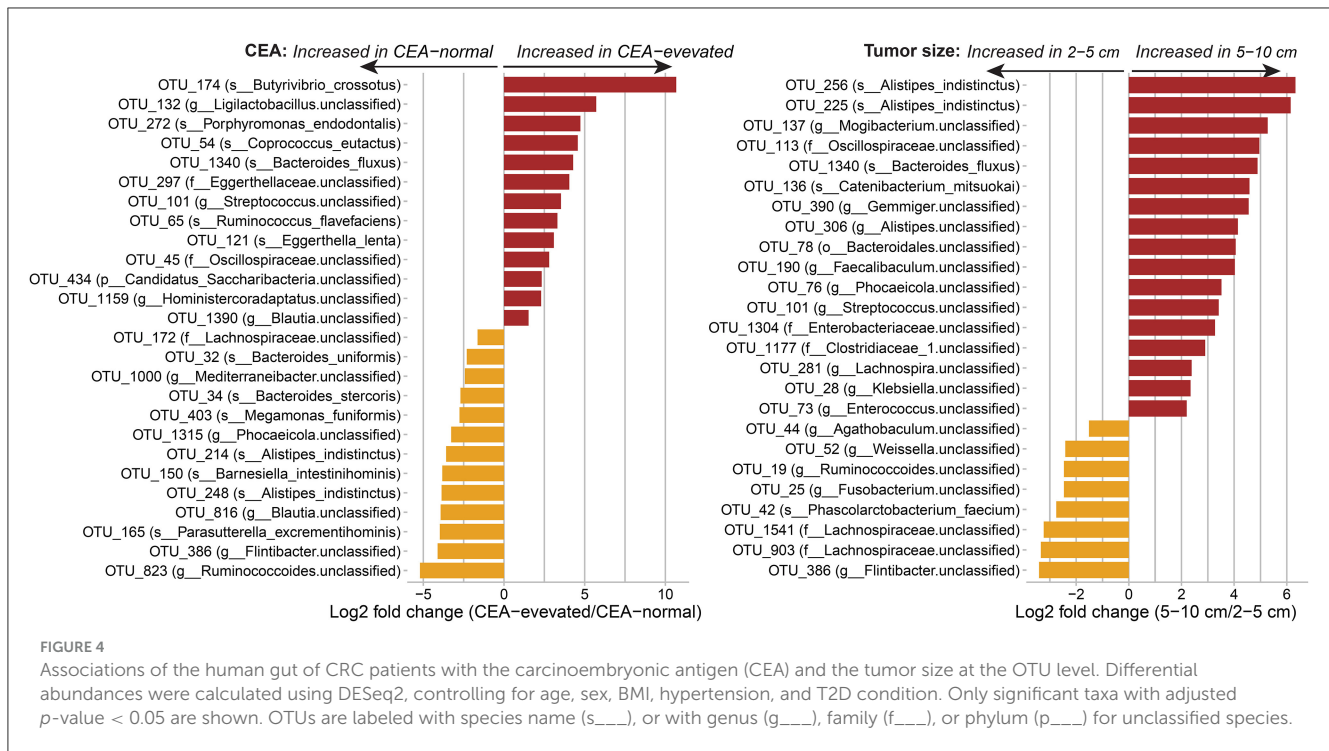 CEA: Increased in CEA−normal Increased in CEA−evevated
OTU_174 (s__Butyrivibrio_crossotus)
OTU_132 (g__Ligilactobacillus.unclassified)
OTU_272 (s__Porphyromonas_endodontalis)
OTU_54 (s__Coprococcus_eutactus)
OTU_1340 (s__Bacteroides_fluxus)
OTU_297 (f__Eggerthellaceae.unclassified)
OTU_101 (g__Streptococcus.unclassified)
OTU_65 (s__Ruminococcus_flavefaciens)
OTU_121 (s__Eggerthella_lenta)
OTU_45 (f__Oscillospiraceae.unclassified)
OTU_434 (p__Candidatus_Saccharibacteria.unclassified)
OTU_1159 (g__Hoministercoradaptatus.unclassified)
OTU_1390 (g__Blautia.unclassified)
OTU_172 (f__Lachnospiraceae.unclassified)
OTU_32 (s__Bacteroides_uniformis)
OTU_1000 (g__Mediterraneibacter.unclassified)
OTU_34 (s__Bacteroides_stercoris)
OTU_403 (s__Megamonas_funiformis)
OTU_1315 (g__Phocaeicola.unclassified)
OTU_214 (s__Alistipes_indistinctus)
OTU_150 (s__Barnesiella_intestinihominis)
OTU_248 (s__Alistipes_indistinctus)
OTU_816 (g__Blautia.unclassified)
OTU_165 (s__Parasutterella_excrementihominis)
OTU_386 (g__Flintibacter.unclassified)
OTU_823 (g__Ruminococcoides.unclassified)
−5 0 5 10
Log2 fold change (CEA−evevated/CEA−normal)
Tumor size: Increased in 2−5 cm Increased in 5−10 cm
OTU_256 (s__Alistipes_indistinctus)
OTU_225 (s__Alistipes_indistinctus)
OTU_137 (g__Mogibacterium.unclassified)
OTU_113 (f__Oscillospiraceae.unclassified)
OTU_1340 (s__Bacteroides_fluxus)
OTU_136 (s__Catenibacterium_mitsuokai)
OTU_390 (g__Gemmiger.unclassified)
OTU_306 (g__Alistipes.unclassified)
OTU_78 (o__Bacteroidales.unclassified)
OTU_190 (g__Faecalibaculum.unclassified)
OTU_76 (g__Phocaeicola.unclassified)
OTU_101 (g__Streptococcus.unclassified)
OTU_1304 (f__Enterobacteriaceae.unclassified)
OTU_1177 (f__Clostridiaceae_1.unclassified)
OTU_281 (g__Lachnospira.unclassified)
OTU_28 (g__Klebsiella.unclassified)
OTU_73 (g__Enterococcus.unclassified)
OTU_44 (g__Agathobaculum.unclassified)
OTU_52 (g__Weissella.unclassified)
OTU_19 (g__Ruminococcoides.unclassified)
OTU_25 (g__Fusobacterium.unclassified)
OTU_42 (s__Phascolarctobacterium_faecium)
OTU_1541 (f__Lachnospiraceae.unclassified)
OTU_903 (f__Lachnospiraceae.unclassified)
OTU_386 (g__Flintibacter.unclassified)
−2 0 2 4 6
Log2 fold change (5−10 cm/2−5 cm)
FIGURE 4
Associations of the human gut of CRC patients with the carcinoembryonic antigen (CEA) and the tumor size at the OTU level. Differential
abundances were calculated using DESeq2, controlling for age, sex, BMI, hypertension, and T2D condition. Only significant taxa with adjusted
p-value < 0.05 are shown. OTUs are labeled with species name (s___), or with genus (g___), family (f___), or phylum (p___) for unclassified species.